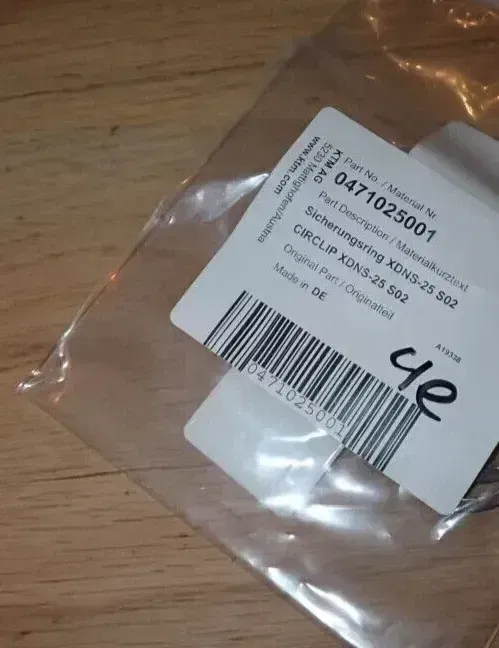 Part No. / Material Nr.
0471025001
Part Description / Materialkurztext
Sicherungsring XDNS-25 S02
CIRCLIP XDNS-25 S02
Original Part / Originalteil
Made in DE
KTM AG
5230 Mattighofen/Austria
www.ktm.com
A19338
0471025001